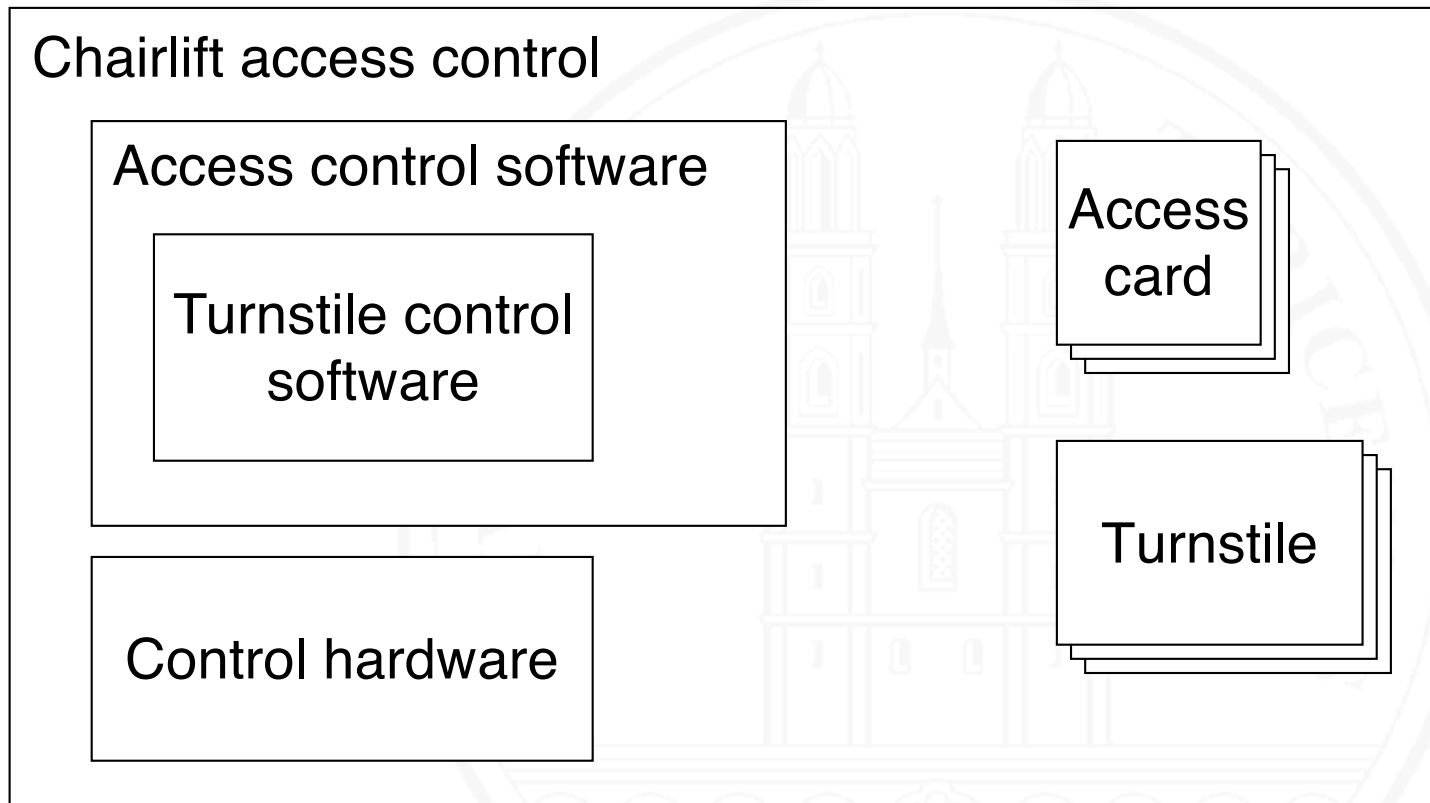 Chairlift access control
Access control software
Turnstile control
software
Control hardware
Access
card
Turnstile